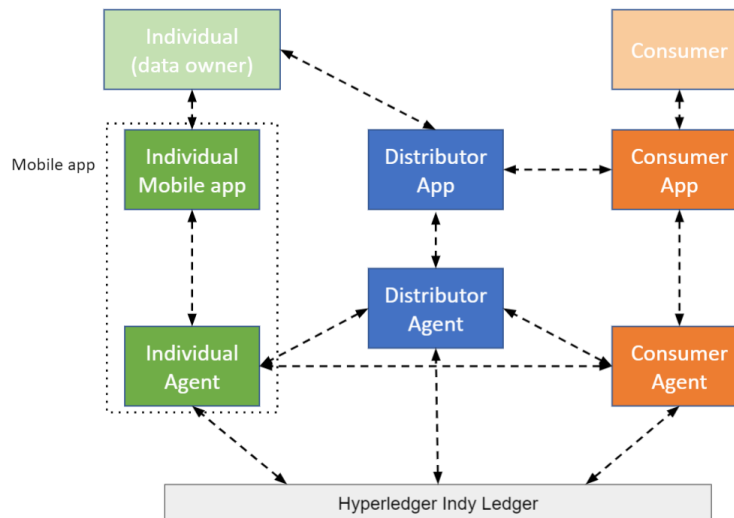 Individual
(data owner)
Consumer
Mobile app
Individual
Mobile app
Distributor
App
Consumer
App
Distributor
Agent
Individual
Agent
Consumer
Agent
Hyperledger Indy Ledger